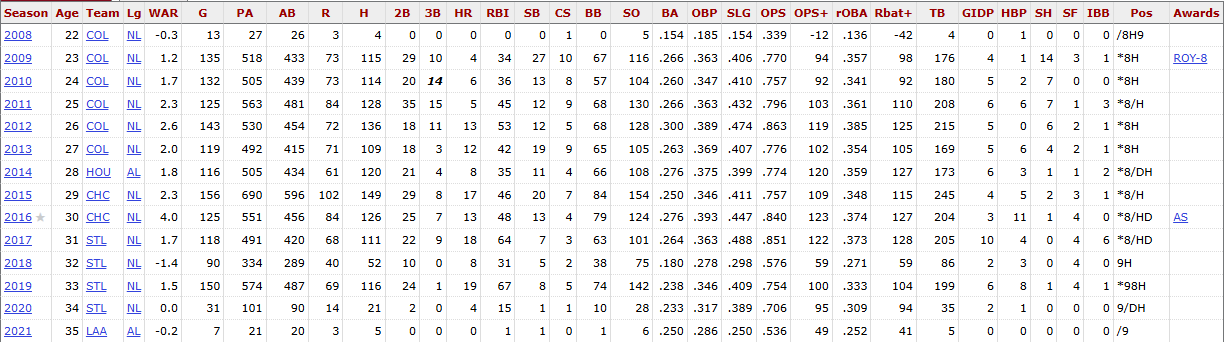 Season Age Team Lg WAR G PA AB R H 2B 3B HR RBI SB CS BB SO BA OBP SLG OPS OPS+ rOBA Rbat+ TB GIDP HBP SH SF IBB Pos Awards
2008 22 COL NL -0.3 13 27 26 3 4 0 0 0 0 0 1 0 5 .154 .185 .154 .339 -12 .136 -42 4 0 1 0 0 0 /8H9
2009 23 COL NL 1.2 135 518 433 73 115 29 10 4 34 27 10 67 116 .266 .363 .406 .770 94 .357 98 176 4 1 14 3 1 *8H ROY-8
2010 24 COL NL 1.7 132 505 439 73 114 20 14 6 36 13 8 57 116 .260 .347 .410 .757 92 .341 92 180 5 2 7 0 0 *8H
2011 25 COL NL 2.3 125 563 481 84 128 35 15 5 45 12 9 68 130 .266 .363 .432 .796 103 .361 110 208 6 6 7 1 3 *8/H
2012 26 COL NL 2.6 143 530 454 72 136 18 11 13 53 12 5 68 128 .300 .389 .474 .863 119 .385 125 215 5 0 6 2 1 *8H
2013 27 COL NL 2.0 119 492 415 71 109 18 3 12 42 19 9 65 105 .263 .369 .407 .776 102 .354 105 169 5 6 4 2 1 *8H
2014 28 HOU AL 1.8 116 505 434 61 120 21 4 8 35 11 4 66 108 .276 .375 .399 .774 120 .359 127 173 6 3 1 1 2 *8/DH
2015 29 CHC NL 2.3 156 690 596 102 149 29 8 17 46 20 7 84 154 .250 .346 .411 .757 109 .348 115 245 4 5 2 3 1 *8/H
2016 ★ 30 CHC NL 4.0 125 551 456 84 126 25 7 13 48 13 4 79 124 .276 .393 .447 .840 123 .374 127 204 3 11 1 4 0 *8/HD AS
2017 31 STL NL 1.7 118 491 420 68 111 22 9 18 64 7 3 63 101 .264 .363 .488 .851 122 .373 128 205 10 4 0 4 6 *8/HD
2018 32 STL NL -1.4 90 334 289 40 52 10 0 8 31 5 2 38 75 .180 .278 .298 .576 59 .271 59 86 2 3 0 4 0 9H
2019 33 STL NL 1.5 150 574 487 69 116 24 1 19 67 8 5 74 142 .238 .346 .409 .754 100 .333 104 199 6 8 1 4 1 *98H
2020 34 STL NL 0.0 31 101 90 14 21 2 0 4 15 1 1 10 28 .233 .317 .389 .706 95 .309 94 35 2 1 0 0 0 9/DH
2021 35 LAA AL -0.2 7 21 20 3 5 0 0 0 1 1 0 1 6 .250 .286 .250 .536 49 .252 41 5 0 0 0 0 0 /9